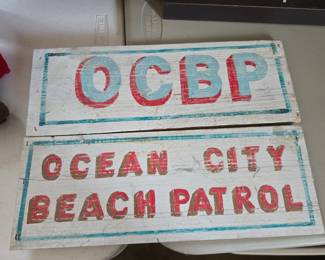 OCBP
OCEAN CITY
BEACH PATROL